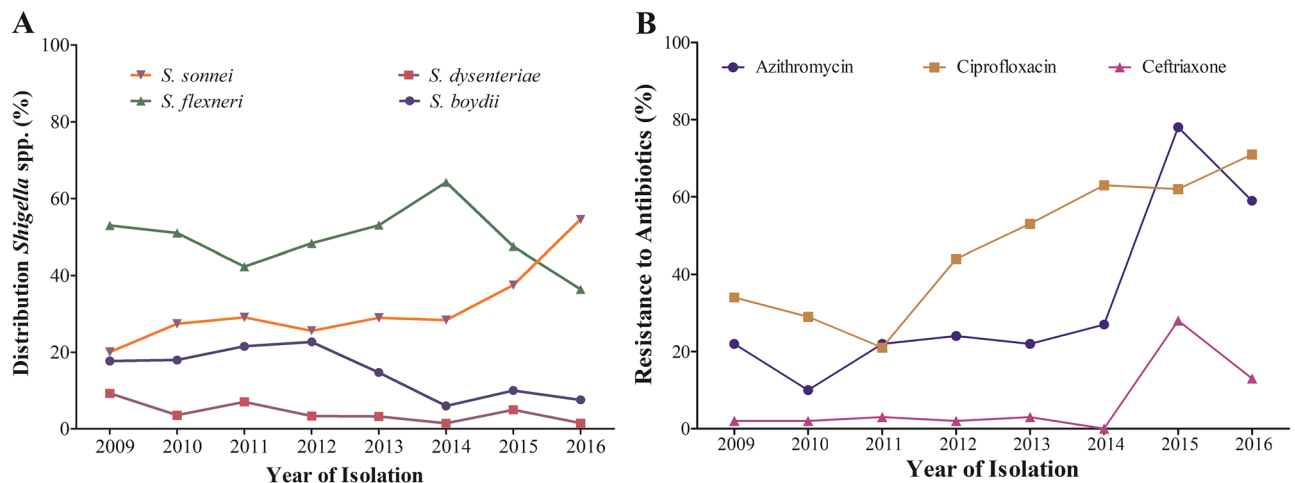 A
Distribution Shigella spp. (%)
100
80
60
40
20
0
S. sonnei
S. dysenteriae
S. flexneri
S. boydii
2009 2010 2011 2012 2013 2014 2015 2016
Year of Isolation
B
Resistance to Antibiotics (%)
100
80
60
40
20
0
Azithromycin
Ciprofloxacin
Ceftriaxone
2009 2010 2011 2012 2013 2014 2015 2016
Year of Isolation